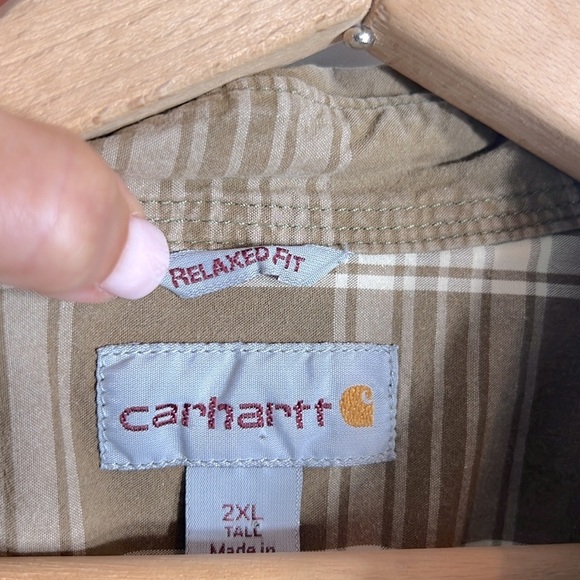 RELAXED FIT
carhartt
2XL
TALL
Made in